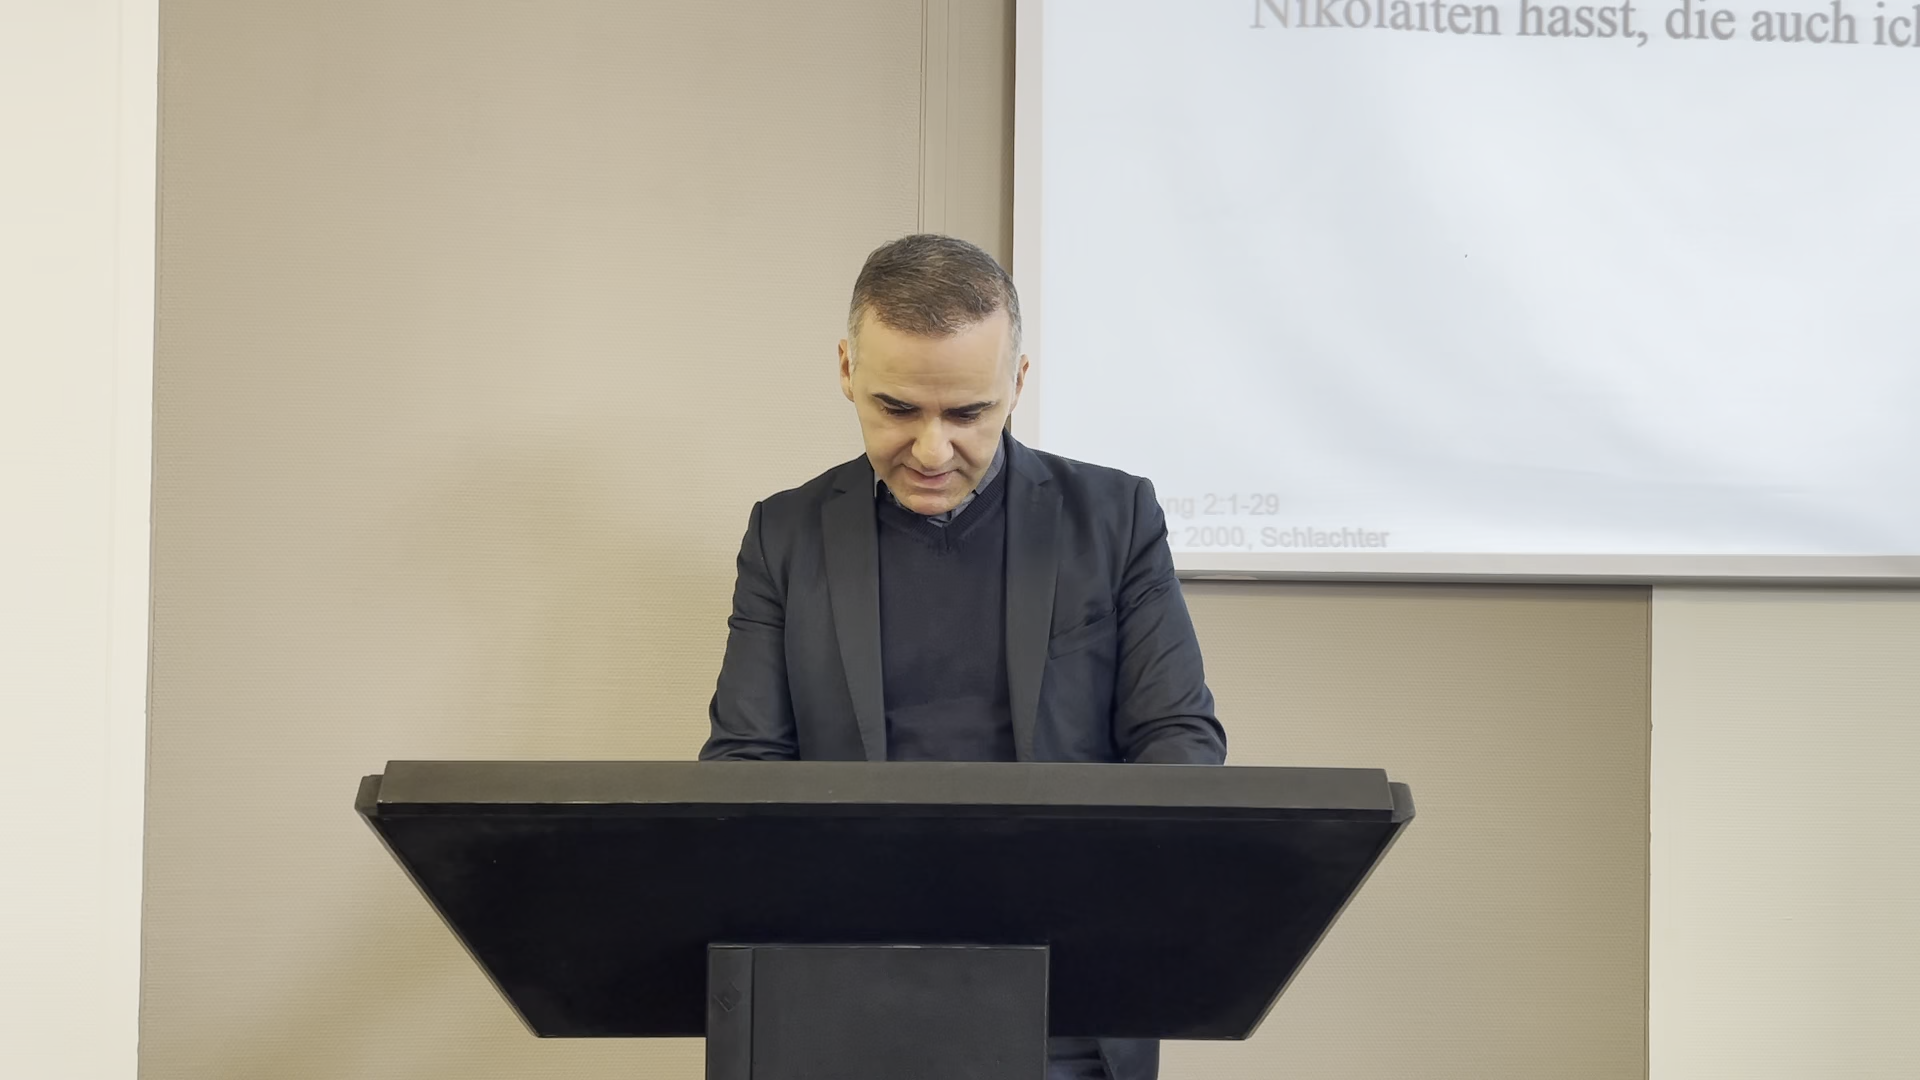 Nikolaiten hasst, die auch ich
ng 2:1-29
r 2000, Schlachter